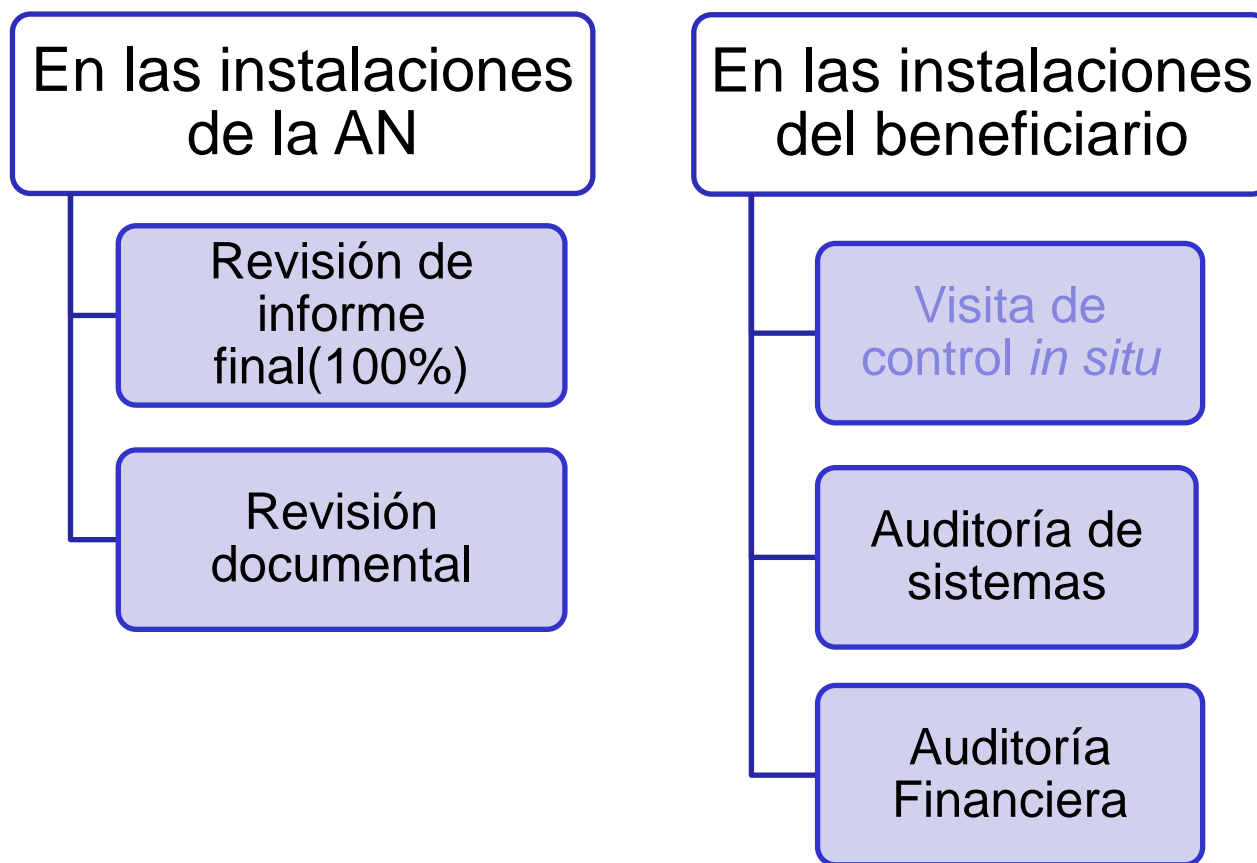 En las instalaciones
de la AN
Revisión de
informe
final(100%)
Revisión
documental
En las instalaciones
del beneficiario
Visita de
control in situ
Auditoría de
sistemas
Auditoría
Financiera